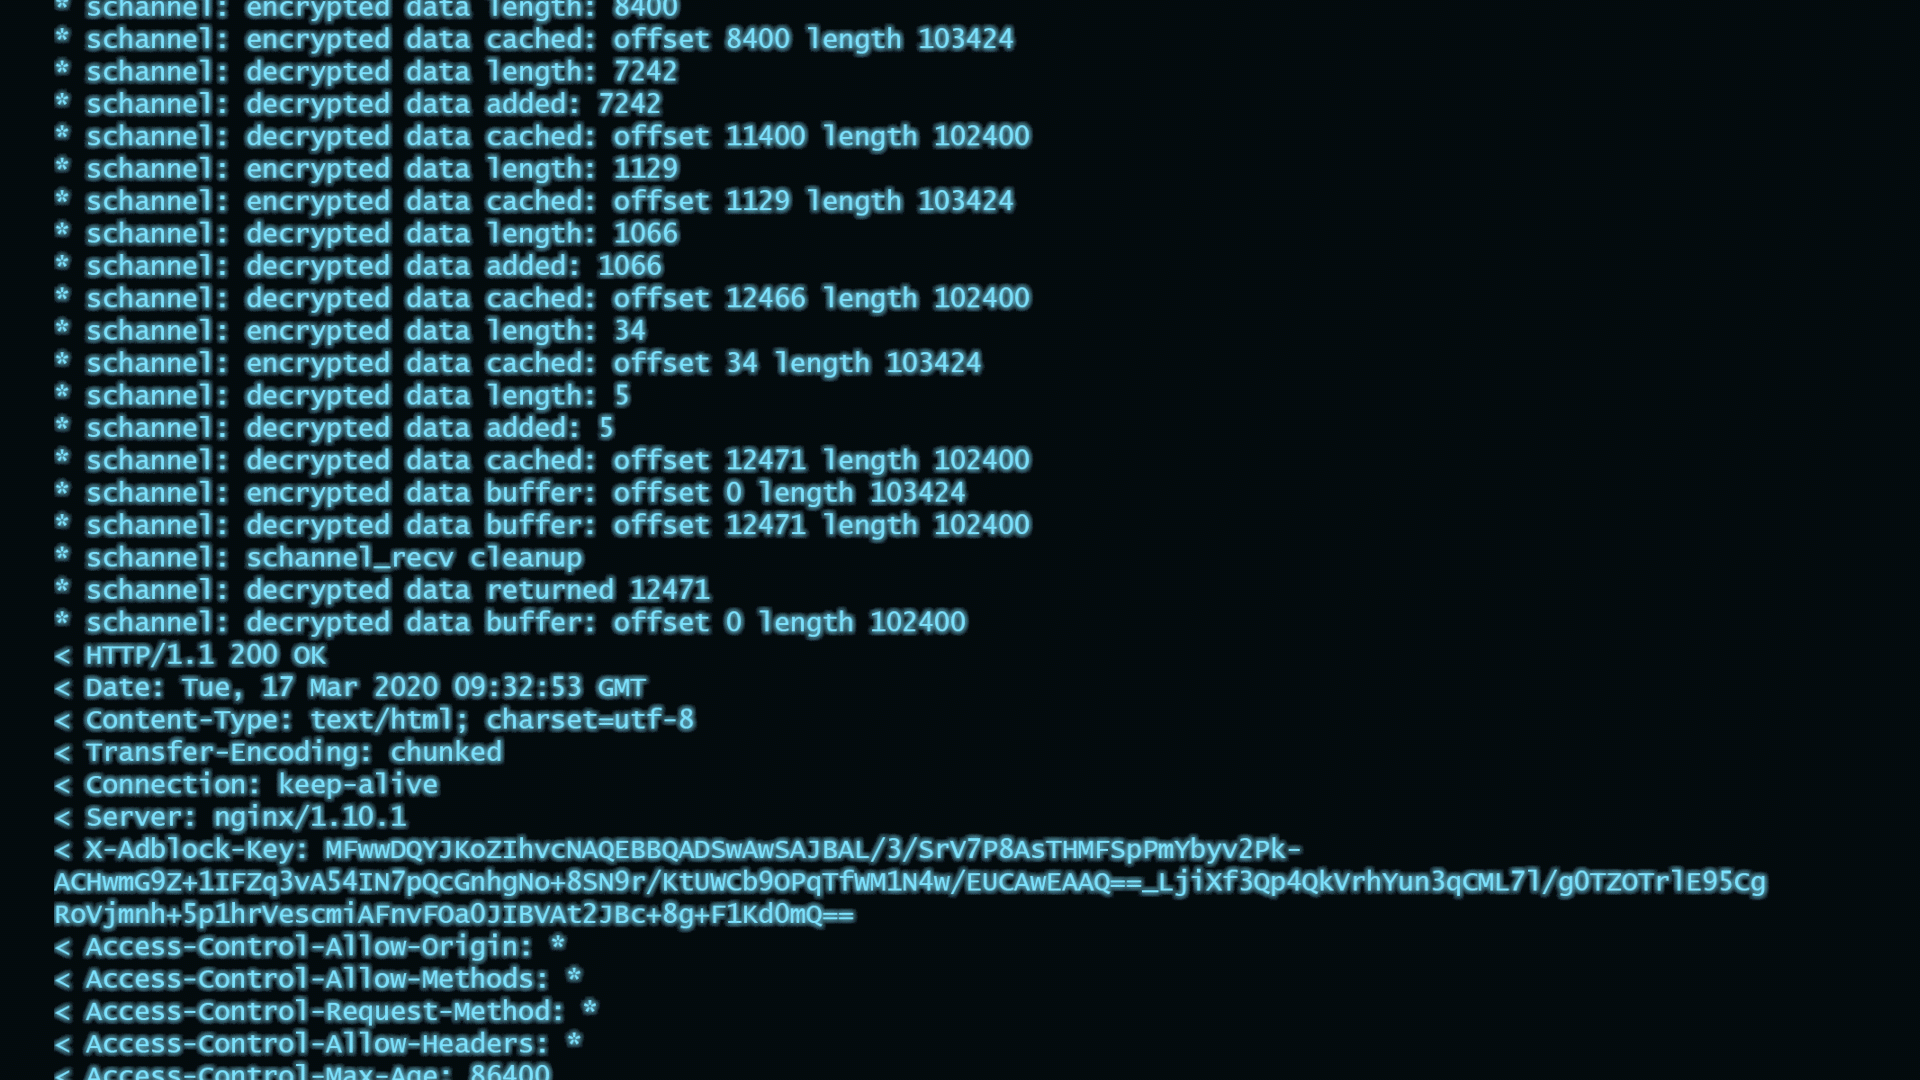 * schannel: encrypted data length: 8400
* schannel: encrypted data cached: offset 8400 length 103424
* schannel: decrypted data length: 7242
* schannel: decrypted data added: 7242
* schannel: decrypted data cached: offset 11400 length 102400
* schannel: encrypted data length: 1129
* schannel: encrypted data cached: offset 1129 length 103424
* schannel: decrypted data length: 1066
* schannel: decrypted data added: 1066
* schannel: decrypted data cached: offset 12466 length 102400
* schannel: encrypted data length: 34
* schannel: encrypted data cached: offset 34 length 103424
* schannel: decrypted data length: 5
* schannel: decrypted data added: 5
* schannel: decrypted data cached: offset 12471 length 102400
* schannel: encrypted data buffer: offset 0 length 103424
* schannel: decrypted data buffer: offset 12471 length 102400
* schannel: schannel_recv cleanup
* schannel: decrypted data returned 12471
* schannel: decrypted data buffer: offset 0 length 102400
< HTTP/1.1 200 OK
< Date: Tue, 17 Mar 2020 09:32:53 GMT
< Content-Type: text/html; charset=utf-8
< Transfer-Encoding: chunked
< Connection: keep-alive
< Server: nginx/1.10.1
< X-Adblock-Key: MFwwDQYJKoZIhvcNAQEBBQADSwAwSAJBAL/3/SrV7P8AsTHMFSpPmYbyv2Pk-
ACHwmG9Z+1IFZq3vA54IN7pQcGnhgNo+8SN9r/KtUWCb9OPqTfWM1N4w/EUCAwEAAQ==_LjiXf3Qp4QkVrhYun3qCML7l/g0TZOTrlE95Cg
RoVjmnh+5p1hrVescmiAFnvFOa0JIBVAt2JBc+8g+F1Kd0mQ==
< Access-Control-Allow-Origin: *
< Access-Control-Allow-Methods: *
< Access-Control-Request-Method: *
< Access-Control-Allow-Headers: *
< Access-Control-Max-Age: 86400